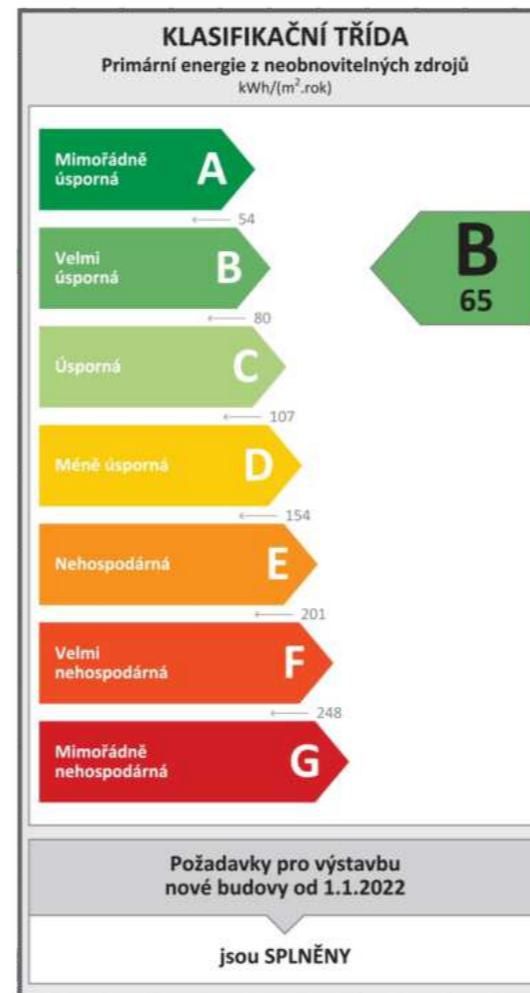 KLASIFIKAČNÍ TŘÍDA
Primární energie z neobnovitelných zdrojů
kWh/(m².rok)
Mimořádně
úsporná
A
54
Velmi
úsporná
B
B
65
80
Úsporná
C
107
Méně úsporná
D
154
Nehospodárná
E
201
Velmi
nehospodárná
F
248
Mimořádně
nehospodárná
G
Požadavky pro výstavbu
nové budovy od 1.1.2022
jsou SPLNĚNY